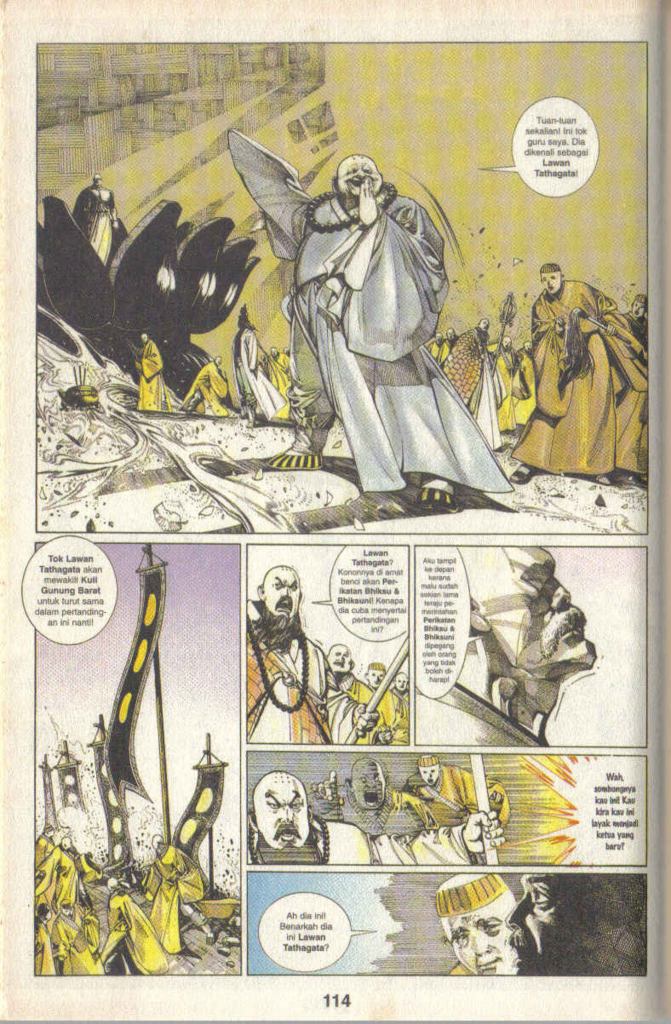 Tuan-tuan
sekalian! Ini tok
guru saya. Dia
dikenali sebagai
Lawan
Tathagata!
Tok Lawan
Tathagata akan
mewakili Kuil
Gunung Barat
untuk turut sama
dalam pertanding-
an ini nanti!
Lawan
Tathagata?
Kononnya di amat
benci akan Per-
ikatan Bhiksu &
Bhiksuni! Kenapa
dia cuba menyertai
pertandingan
ini?
Aku tampil
ke depan
kerana
malu sudah
sekian lama
teraju pe-
merintahan
Perikatan
Bhiksu &
Bhiksuni
dipegang
oleh orang
yang tidak
boleh di-
harap!
Wah,
sombongnya
kau ini! Kau
kira kau ini
layak menjadi
ketua yang
baru?
Ah dia ini!
Benarkah dia
ini Lawan
Tathagata?
114